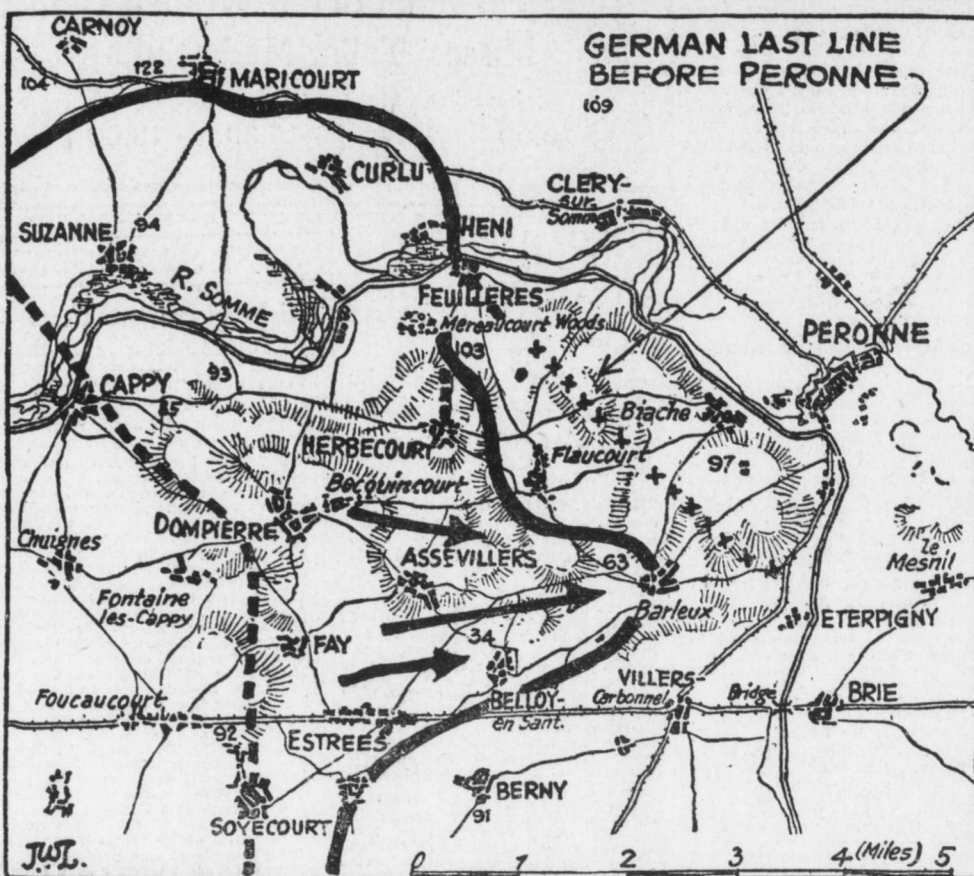 GERMAN LAST LINE
BEFORE PERONNE
CARNOY
122
104
MARICOURT
109
CURLU
CLERY-
sur
Somme
94
SUZANNE
HENI
R. SOMME
FEUILLERES
Mereaucourt Woods
103
PERONNE
93
CAPPY
85
Biache
HERBECOURT
Flaucourt
97
Becquincourt
DOMPIERRE
Chuignes
ASSEVILLERS
63
le
Mesnil
Fontaine
les-Cappy
Barleux
FAY
34
ETERPIGNY
VILLERS-
Carbonnel
Foucaucourt
BELLOY-
en Sant.
Bridge
BRIE
92
ESTREES
BERNY
91
SOYECOURT
J.W.L.
0 1 2 3 4 (Miles) 5